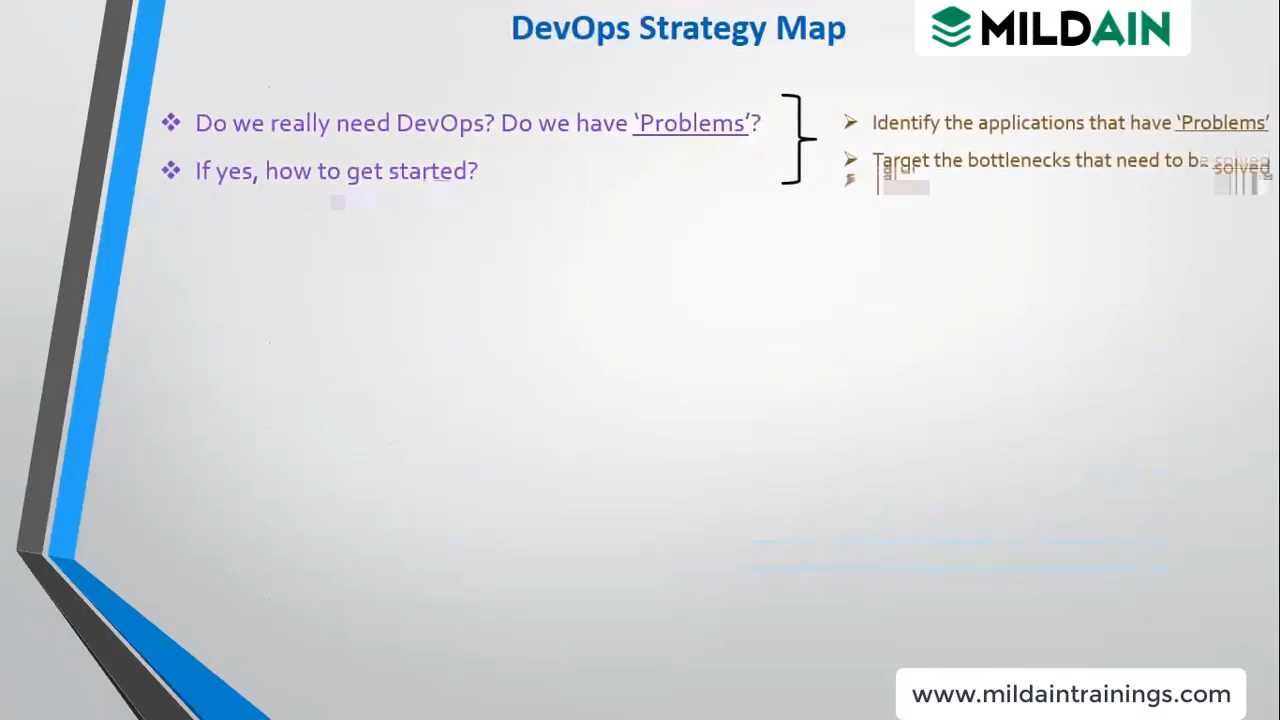 DevOps Strategy Map
MILDAIN
Do we really need DevOps? Do we have ‘Problems’?
If yes, how to get started?
Identify the applications that have ‘Problems’
Target the bottlenecks that need to be solved
www.mildaintrainings.com